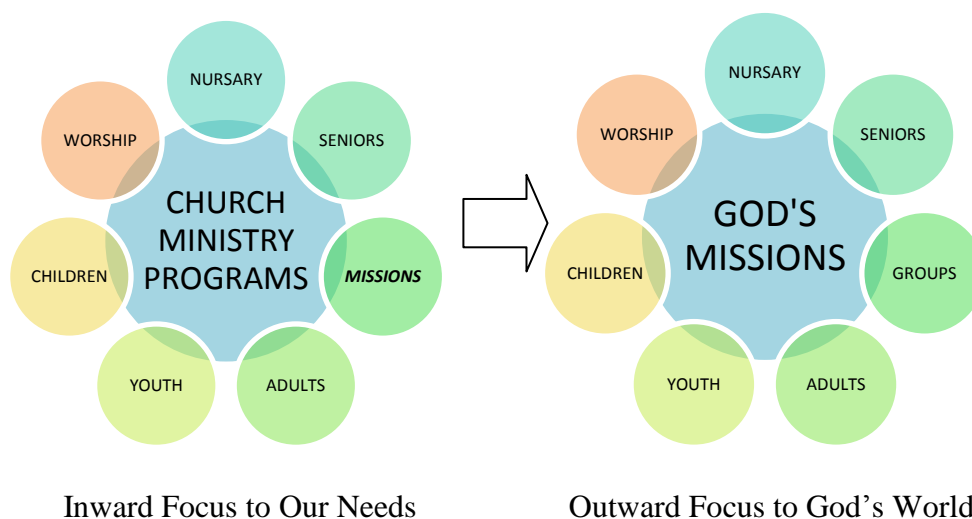 NURSARY
WORSHIP
SENIORS
CHURCH
MINISTRY
PROGRAMS
CHILDREN
MISSIONS
YOUTH
ADULTS
Inward Focus to Our Needs
NURSARY
WORSHIP
SENIORS
GOD'S
MISSIONS
CHILDREN
GROUPS
YOUTH
ADULTS
Outward Focus to God’s World